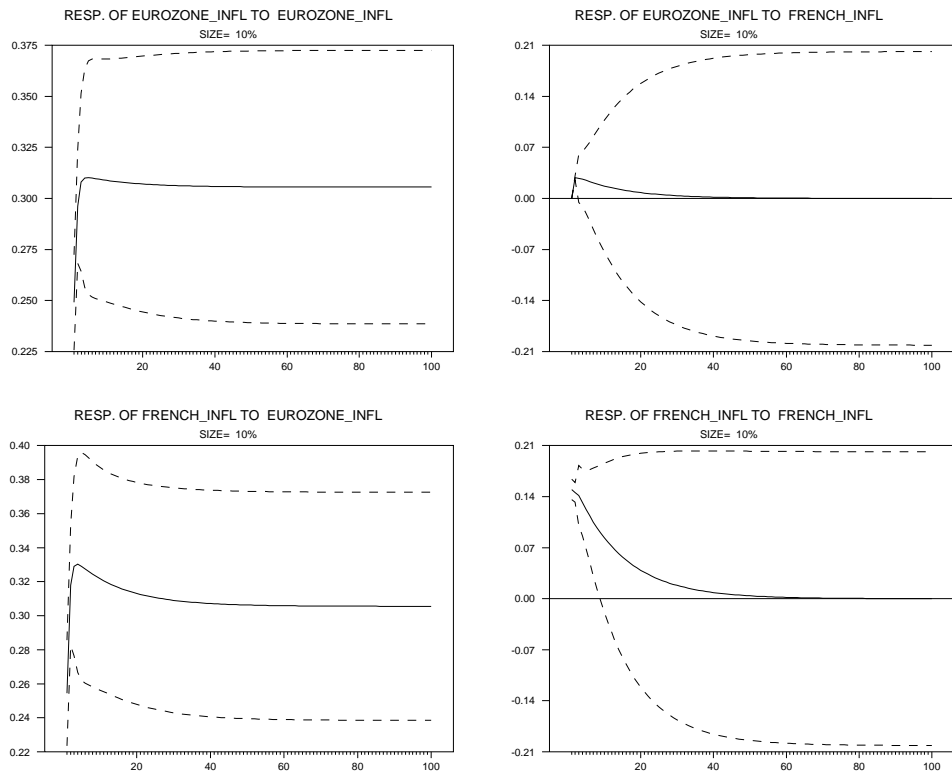 RESP. OF EUROZONE_INFL TO EUROZONE_INFL
SIZE= 10%
0.375
0.350
0.325
0.300
0.275
0.250
0.225
20 40 60 80 100
RESP. OF EUROZONE_INFL TO FRENCH_INFL
SIZE= 10%
0.21
0.14
0.07
0.00
-0.07
-0.14
-0.21
20 40 60 80 100
RESP. OF FRENCH_INFL TO EUROZONE_INFL
SIZE= 10%
0.40
0.38
0.36
0.34
0.32
0.30
0.28
0.26
0.24
0.22
20 40 60 80 100
RESP. OF FRENCH_INFL TO FRENCH_INFL
SIZE= 10%
0.21
0.14
0.07
0.00
-0.07
-0.14
-0.21
20 40 60 80 100